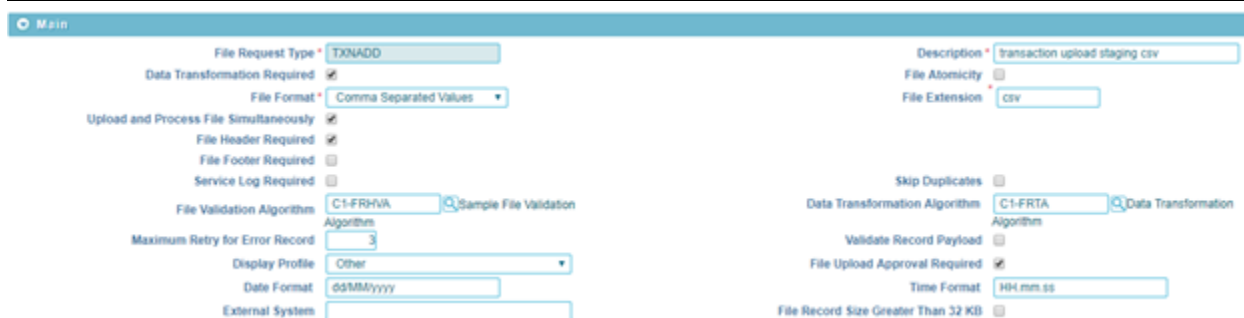 Main
File Request Type * TXNADD Description * transaction upload staging csv
Data Transformation Required File Atomicity
File Format * Comma Separated Values File Extension * csv
Upload and Process File Simultaneously
File Header Required
File Footer Required
Service Log Required Skip Duplicates
File Validation Algorithm C1-FRHVA Sample File Validation Data Transformation Algorithm C1-FRTA Data Transformation
Algorithm Algorithm
Maximum Retry for Error Record 3 Validate Record Payload
Display Profile Other File Upload Approval Required
Date Format dd/MM/yyyy Time Format HH.mm.ss
External System File Record Size Greater Than 32 KB